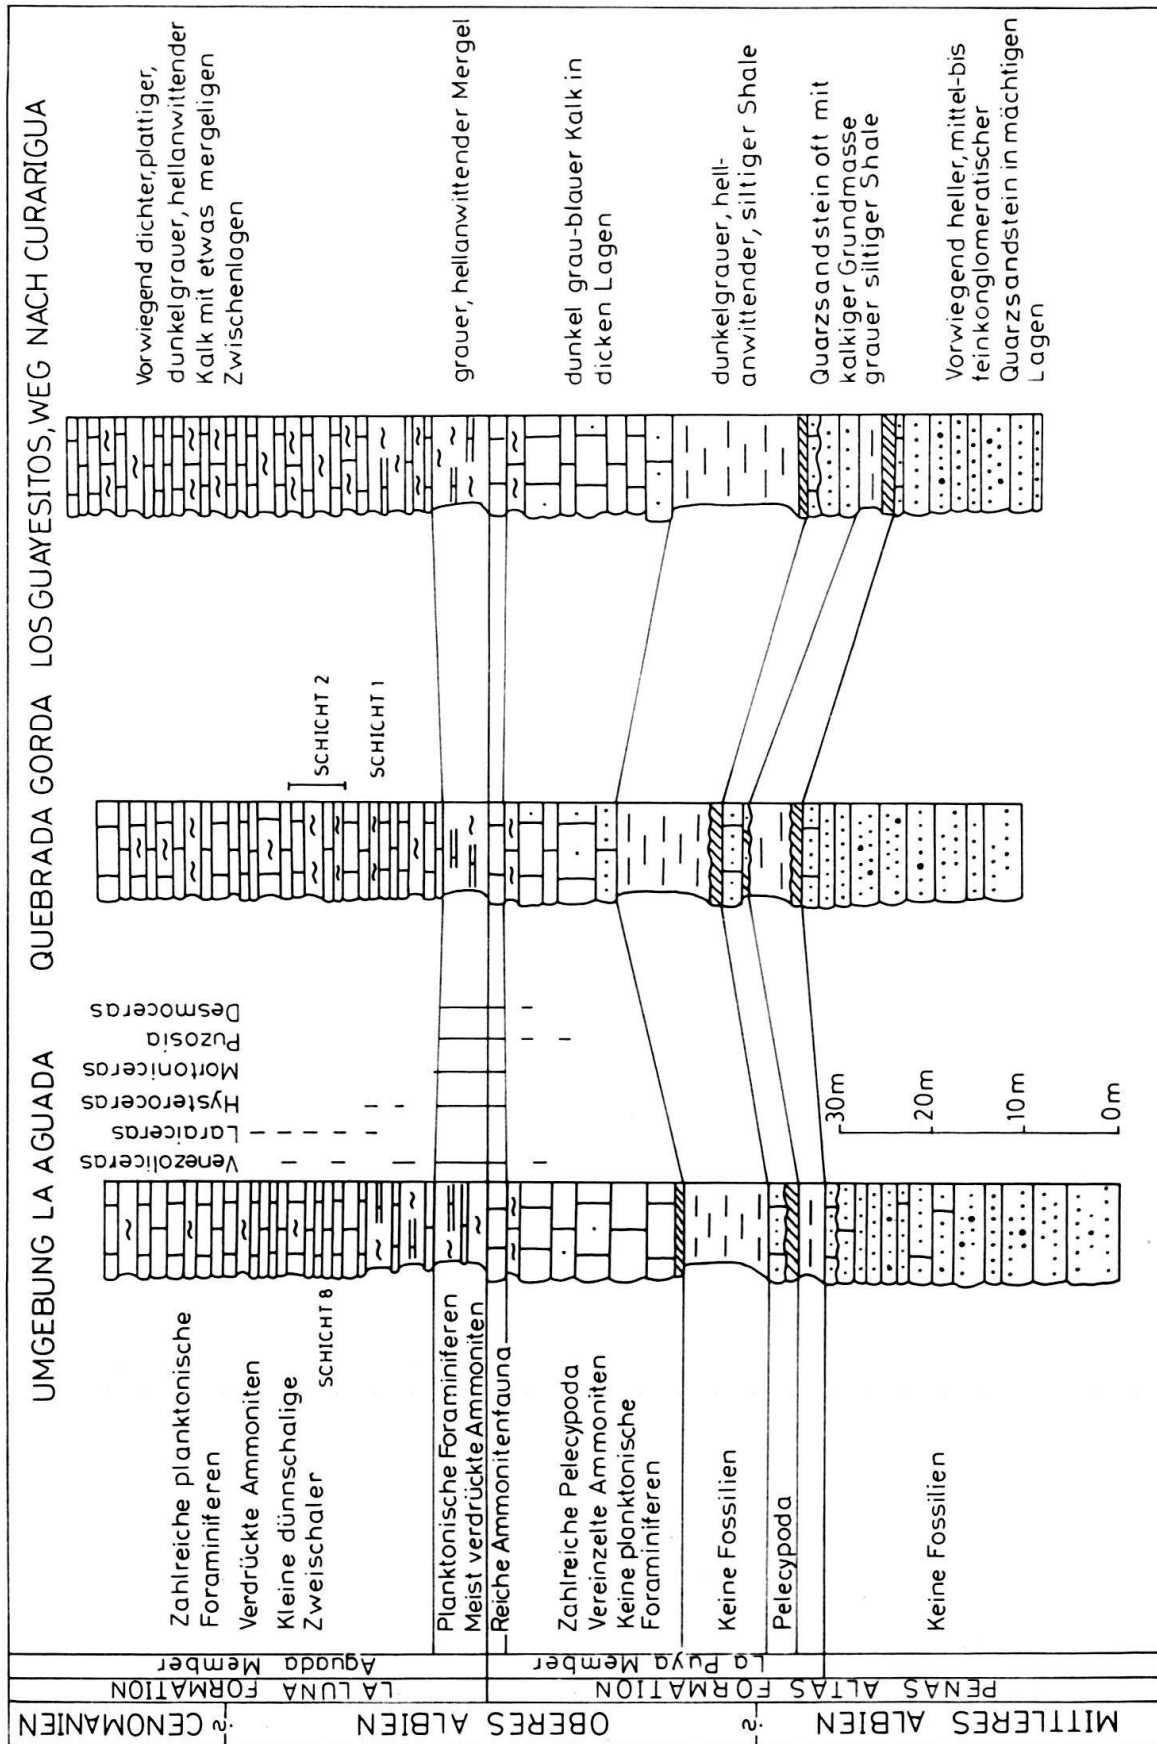 UMGEBUNG LA AGUADA
QUEBRADA GORDA
LOS GUAYESITOS, WEG NACH CURARIGUA
CENOMANIEN
?
OBERES ALBIEN
?
MITTLERES ALBIEN
LA LUNA FORMATION
PENAS ALTAS FORMATION
Aguada Member
La Puya Member
Zahlreiche planktonische
Foraminiferen
Verdrückte Ammoniten
Kleine dünnschalige
Zweischaler
SCHICHT 8
Planktonische Foraminiferen
Meist verdrückte Ammoniten
Reiche Ammonitenfauna
Zahlreiche Pelecypoda
Vereinzelte Ammoniten
Keine planktonische
Foraminiferen
Keine Fossilien
Pelecypoda
Keine Fossilien
Venezoliceras
Laraiceras
Hysteroceras
Mortoniceras
Puzosia
Desmoceras
30m
20m
10m
0m
SCHICHT 2
SCHICHT 1
Vorwiegend dichter, plattiger,
dunkelgrauer, hellanwittender
Kalk mit etwas mergeligen
Zwischenlagen
grauer, hellanwittender Mergel
dunkel grau-blauer Kalk in
dicken Lagen
dunkelgrauer, hell-
anwittender, siltiger Shale
Quarzsandstein oft mit
kalkiger Grundmasse
grauer siltiger Shale
Vorwiegend heller, mittel-bis
feinkonglomeratischer
Quarzsandstein in mächtigen
Lagen